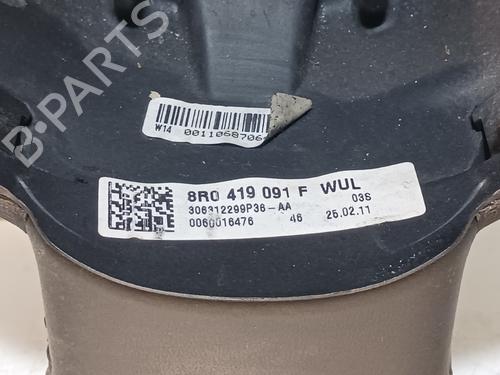 B-PARTS
W14 0011068706
8R0 419 091 F WUL
306312299P36-AA 03S
0060016476 46 25.02.11